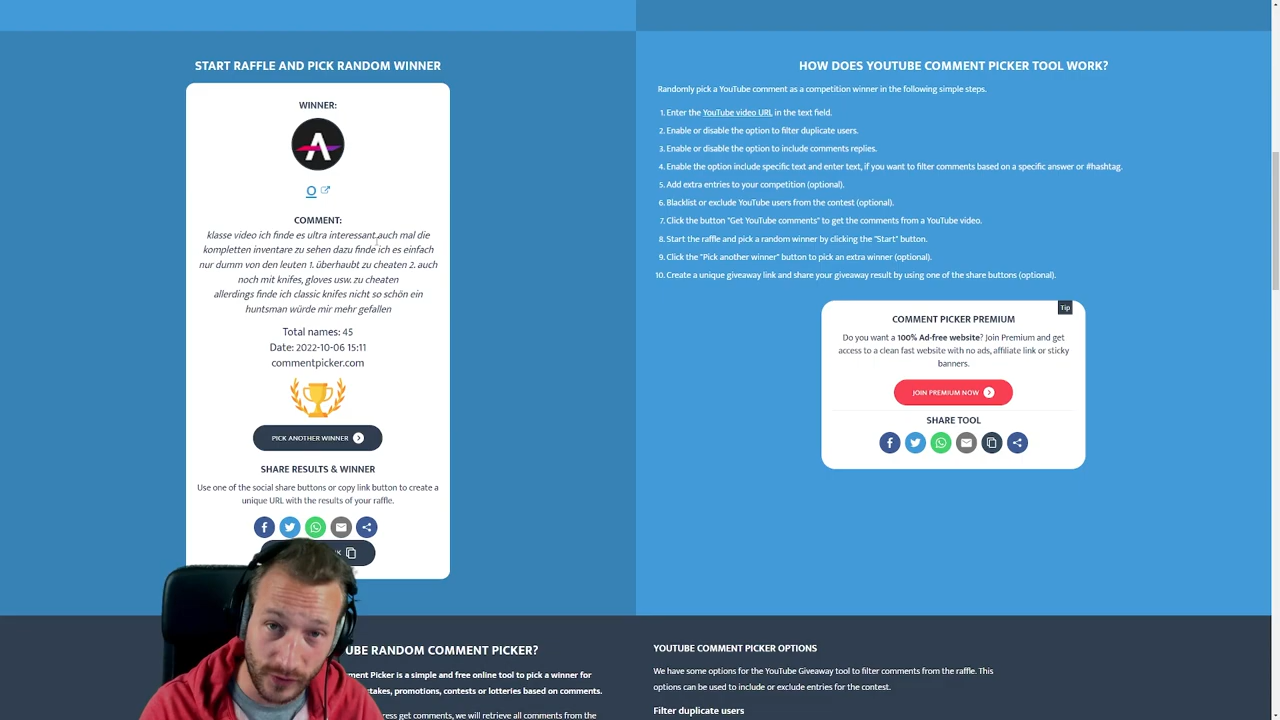 START RAFFLE AND PICK RANDOM WINNER
WINNER:
O
COMMENT:
klasse video ich finde es ultra interessant auch mal die
kompletten inventare zu sehen dazu finde ich es einfach
nur dumm von den leuten 1. überhaubt zu cheaten 2. auch
noch mit knifes, gloves usw. zu cheaten
allerdings finde ich classic knifes nicht so schön ein
huntsman würde mir mehr gefallen
Total names: 45
Date: 2022-10-06 15:11
commentpicker.com
PICK ANOTHER WINNER
SHARE RESULTS & WINNER
Use one of the social share buttons or copy link button to create a
unique URL with the results of your raffle.
HOW DOES YOUTUBE COMMENT PICKER TOOL WORK?
Randomly pick a YouTube comment as a competition winner in the following simple steps.
1. Enter the YouTube video URL in the text field.
2. Enable or disable the option to filter duplicate users.
3. Enable or disable the option to include comments replies.
4. Enable the option include specific text and enter text, if you want to filter comments based on a specific answer or #hashtag.
5. Add extra entries to your competition (optional).
6. Blacklist or exclude YouTube users from the contest (optional).
7. Click the button "Get YouTube comments" to get the comments from a YouTube video.
8. Start the raffle and pick a random winner by clicking the "Start" button.
9. Click the "Pick another winner" button to pick an extra winner (optional).
10. Create a unique giveaway link and share your giveaway result by using one of the share buttons (optional).
Tip
COMMENT PICKER PREMIUM
Do you want a 100% Ad-free website? Join Premium and get
access to a clean fast website with no ads, affiliate link or sticky
banners.
JOIN PREMIUM NOW
SHARE TOOL
UBE RANDOM COMMENT PICKER?
ment Picker is a simple and free online tool to pick a winner for
takes, promotions, contests or lotteries based on comments.
ress get comments, we will retrieve all comments from the
YOUTUBE COMMENT PICKER OPTIONS
We have some options for the YouTube Giveaway tool to filter comments from the raffle. This
options can be used to include or exclude entries for the contest.
Filter duplicate users